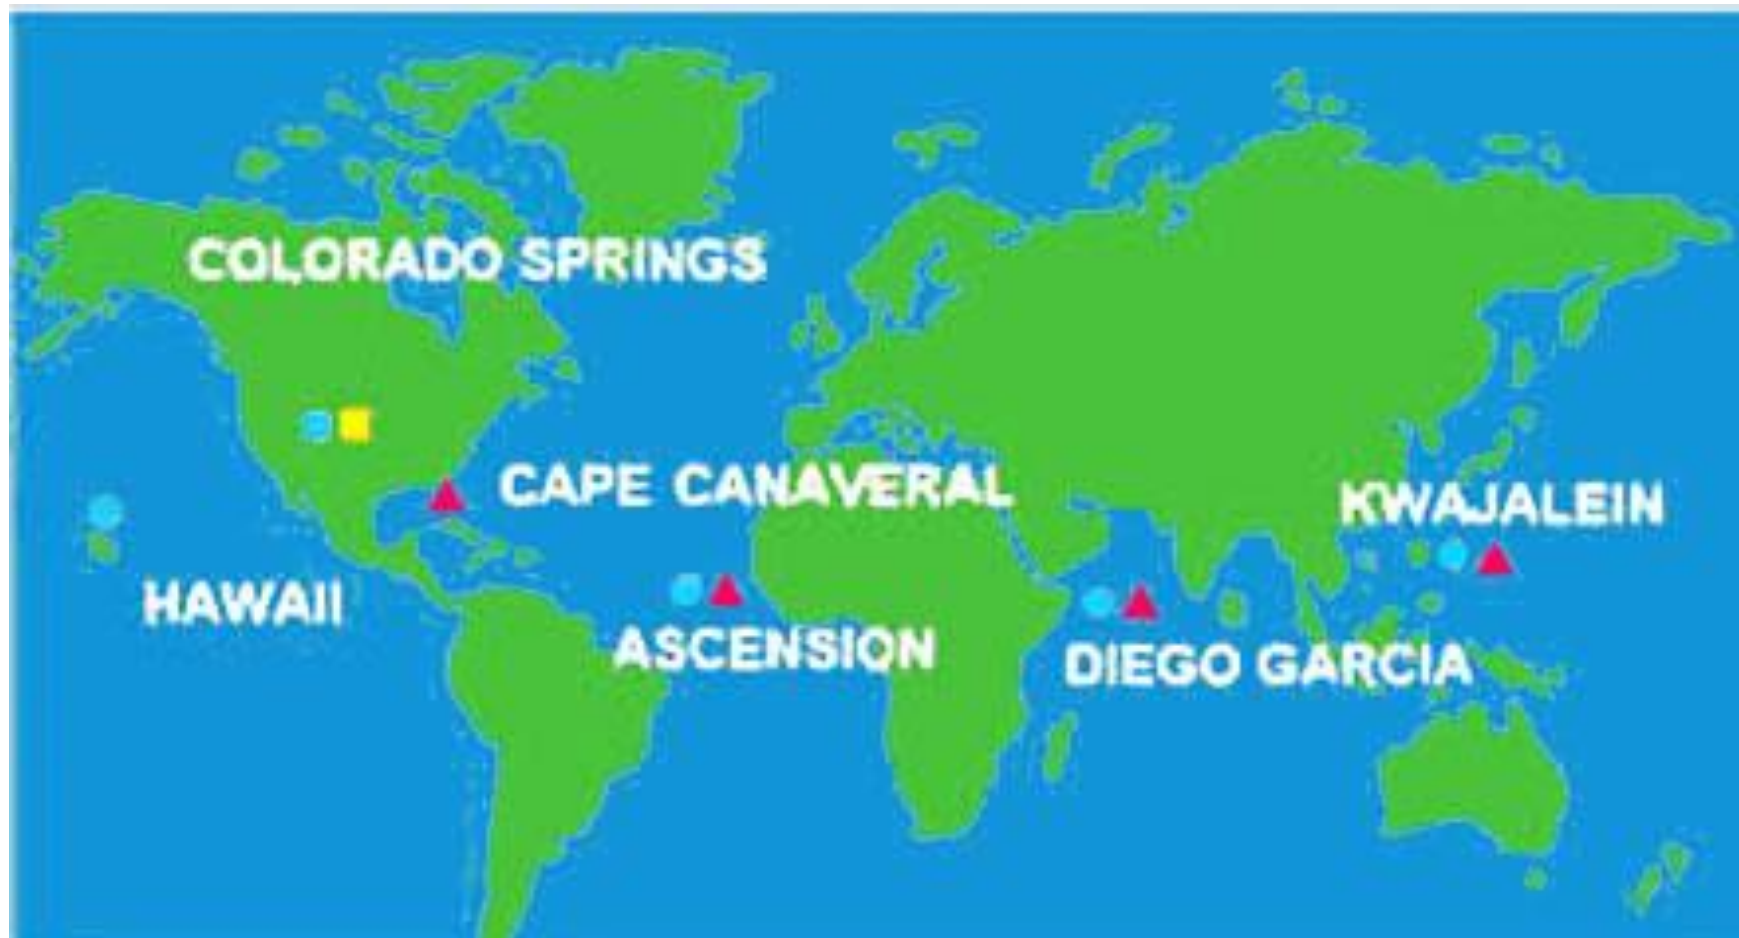 COLORADO SPRINGS
CAPE CANAVERAL
KWAJALEIN
HAWAII
ASCENSION
DIEGO GARCIA